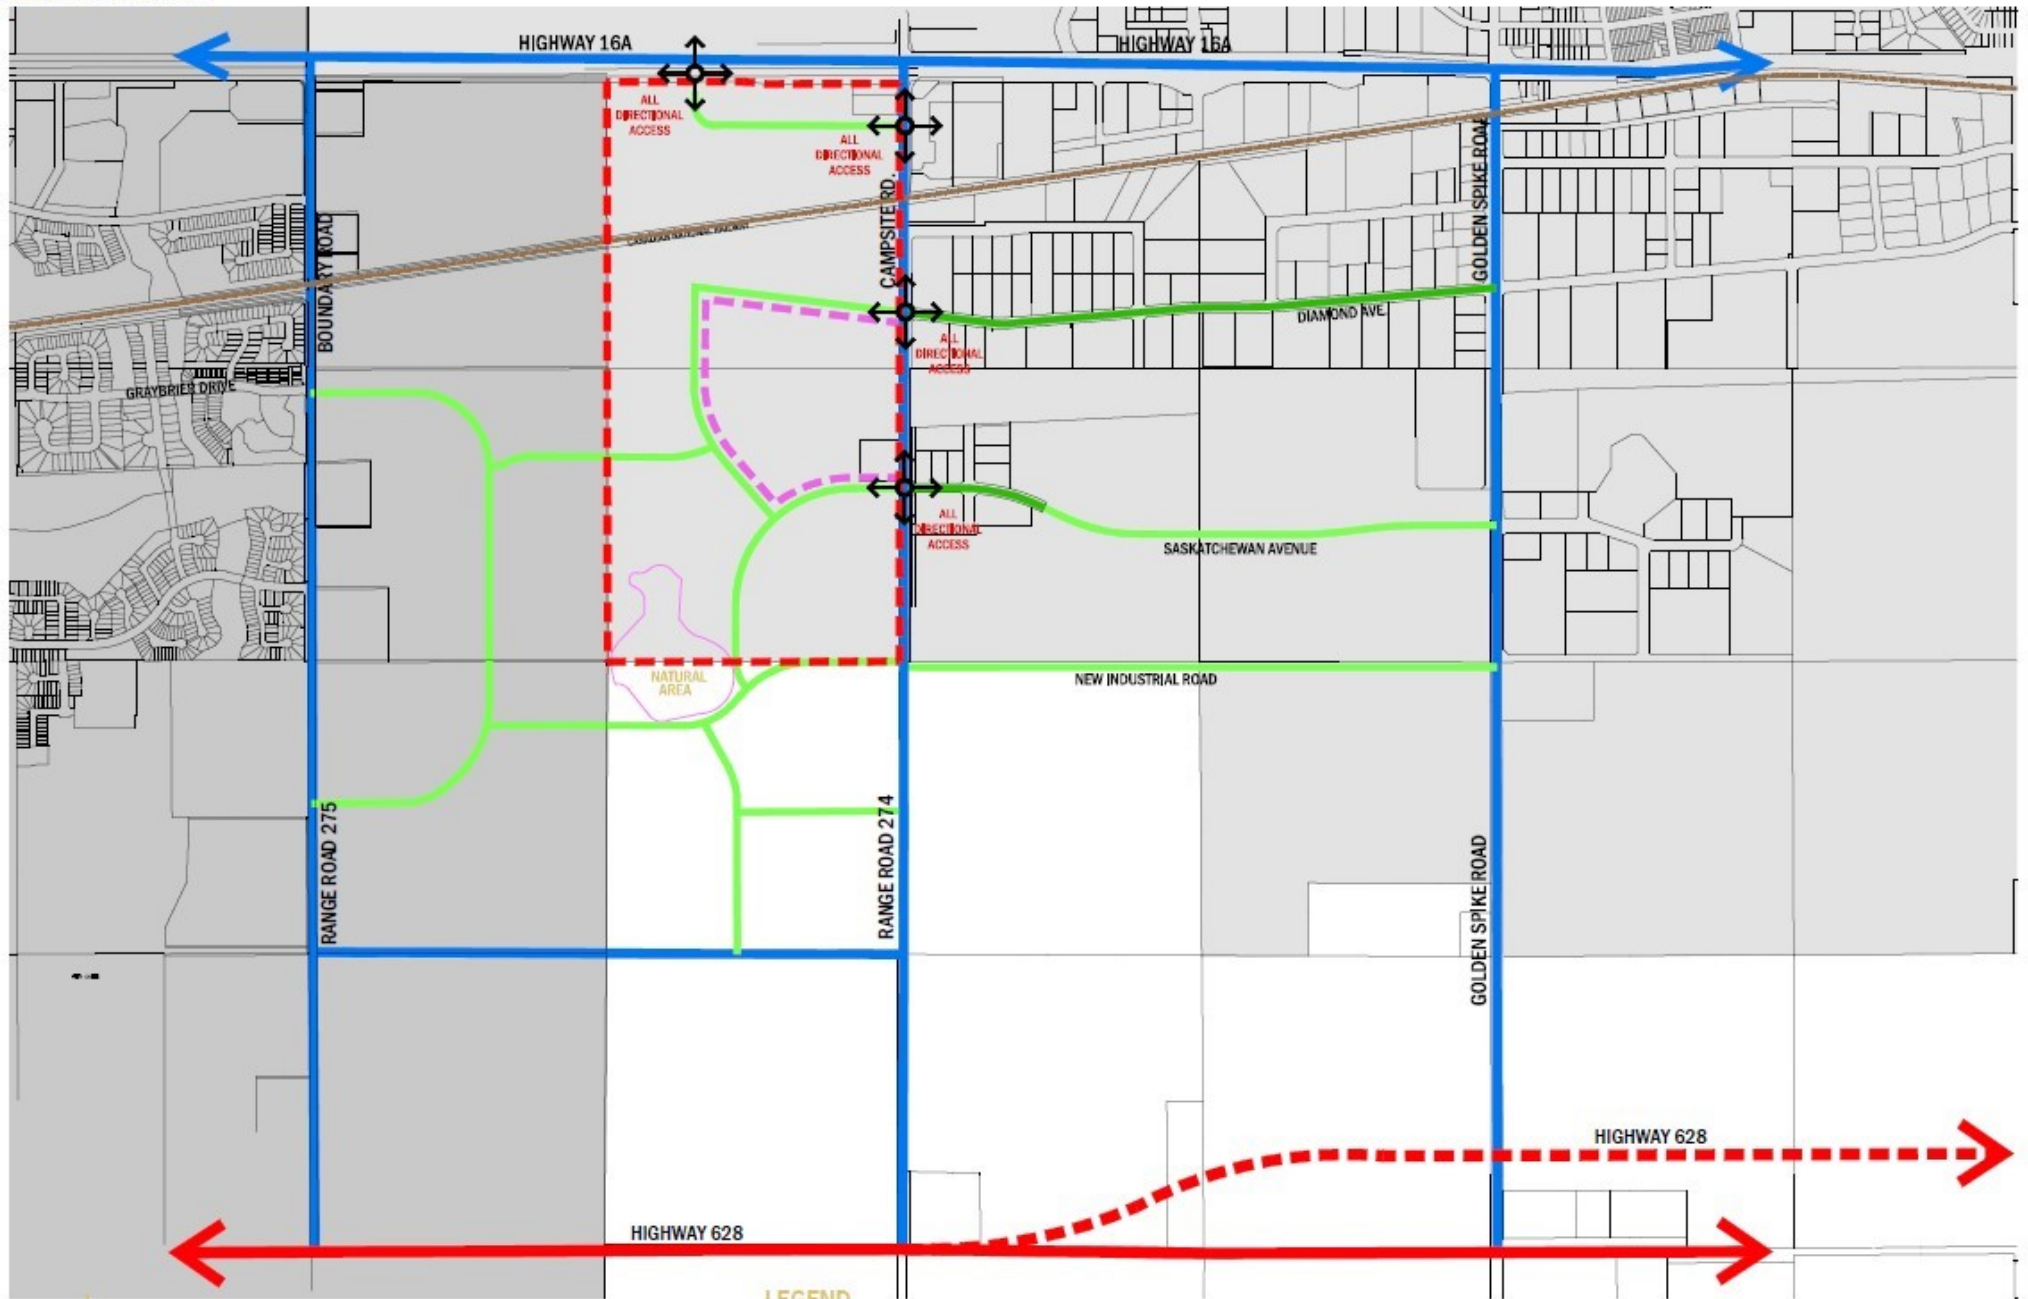 HIGHWAY 16A
HIGHWAY 16A
ALL
DIRECTIONAL
ACCESS
ALL
DIRECTIONAL
ACCESS
CAMPSITE RD.
GOLDEN SPIKE ROAD
BOUNDARY ROAD
CANADIAN NATIONAL RAILWAY
DIAMOND AVE.
ALL
DIRECTIONAL
ACCESS
GRAYBRIER DRIVE
ALL
DIRECTIONAL
ACCESS
SASKATCHEWAN AVENUE
NATURAL
AREA
NEW INDUSTRIAL ROAD
RANGE ROAD 275
RANGE ROAD 274
GOLDEN SPIKE ROAD
HIGHWAY 628
HIGHWAY 628
LEGEND